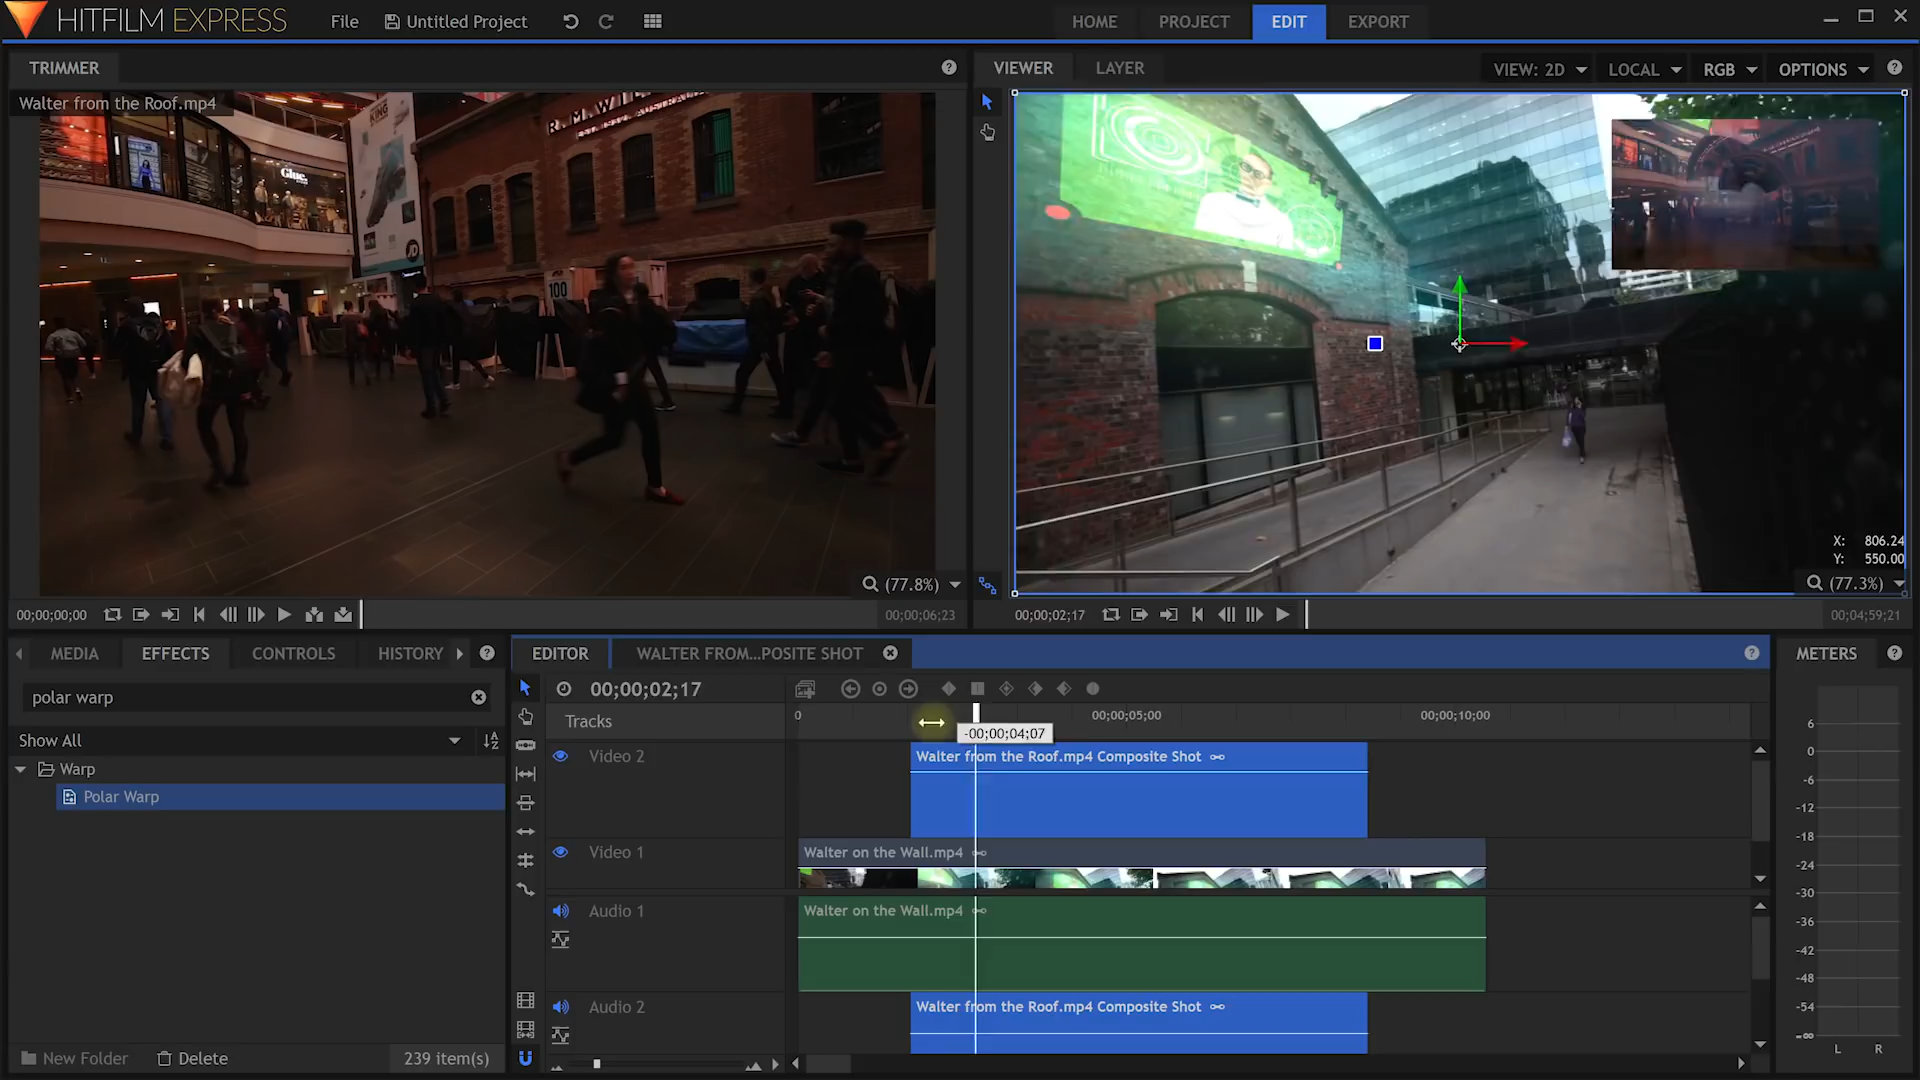 HITFILM EXPRESS
File
Untitled Project
HOME
PROJECT
EDIT
EXPORT
TRIMMER
VIEWER
LAYER
VIEW: 2D
LOCAL
RGB
OPTIONS
Walter from the Roof.mp4
KING
Glue
100
X: 806.24
Y: 550.00
(77.8%)
(77.3%)
00;00;00;00
00;00;06;23
00;00;02;17
00;04;59;21
MEDIA
EFFECTS
CONTROLS
HISTORY
EDITOR
WALTER FROM...POSITE SHOT
METERS
polar warp
00;00;02;17
Show All
Tracks
0
00;00;05;00
00;00;10;00
-00;00;04;07
Warp
Polar Warp
Video 2
Walter from the Roof.mp4 Composite Shot
Video 1
Walter on the Wall.mp4
Audio 1
Walter on the Wall.mp4
Audio 2
Walter from the Roof.mp4 Composite Shot
6
0
-6
-12
-18
-24
-30
-36
-42
-48
-54
-∞
L R
New Folder
Delete
239 item(s)